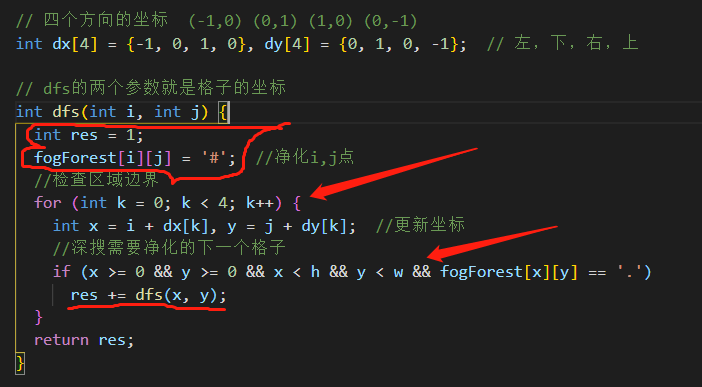 // 四个方向的坐标  (-1,0) (0,1) (1,0) (0,-1)
int dx[4] = {-1, 0, 1, 0}, dy[4] = {0, 1, 0, -1};  // 左，下，右，上
// dfs的两个参数就是格子的坐标
int dfs(int i, int j) {
  int res = 1;
  fogForest[i][j] = '#';  //净化i,j点
  //检查区域边界
  for (int k = 0; k < 4; k++) {
    int x = i + dx[k], y = j + dy[k];  //更新坐标
    //深搜需要净化的下一个格子
    if (x >= 0 && y >= 0 && x < h && y < w && fogForest[x][y] == '.')
      res += dfs(x, y);
  }
  return res;
}